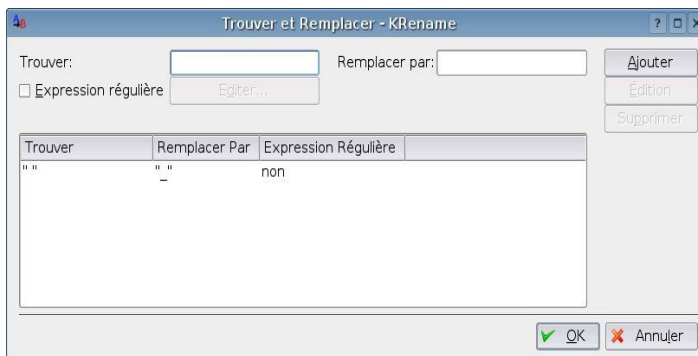 Trouver et Remplacer - KRename
Trouver: Remplacer par: Ajouter
Expression régulière Editer... Édition
Supprimer
Trouver Remplacer Par Expression Régulière
" " "_" non
OK Annuler